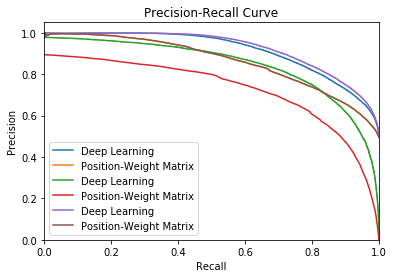 Precision-Recall Curve
1.0
0.8
0.6
0.4
0.2
0.0
Precision
Deep Learning
Position-Weight Matrix
Deep Learning
Position-Weight Matrix
Deep Learning
Position-Weight Matrix
0.0 0.2 0.4 0.6 0.8 1.0
Recall